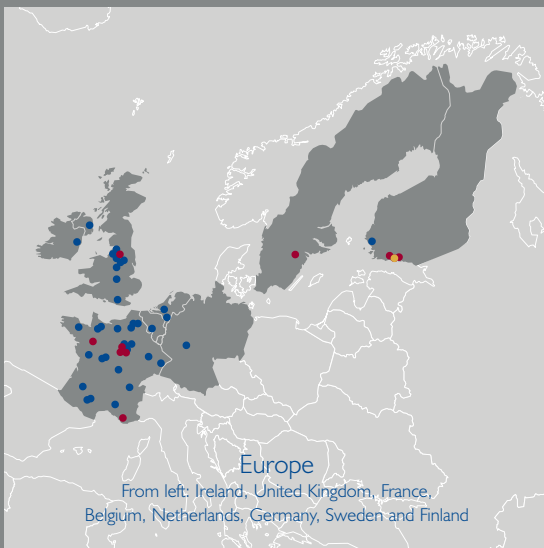 Europe
From left: Ireland, United Kingdom, France,
Belgium, Netherlands, Germany, Sweden and Finland